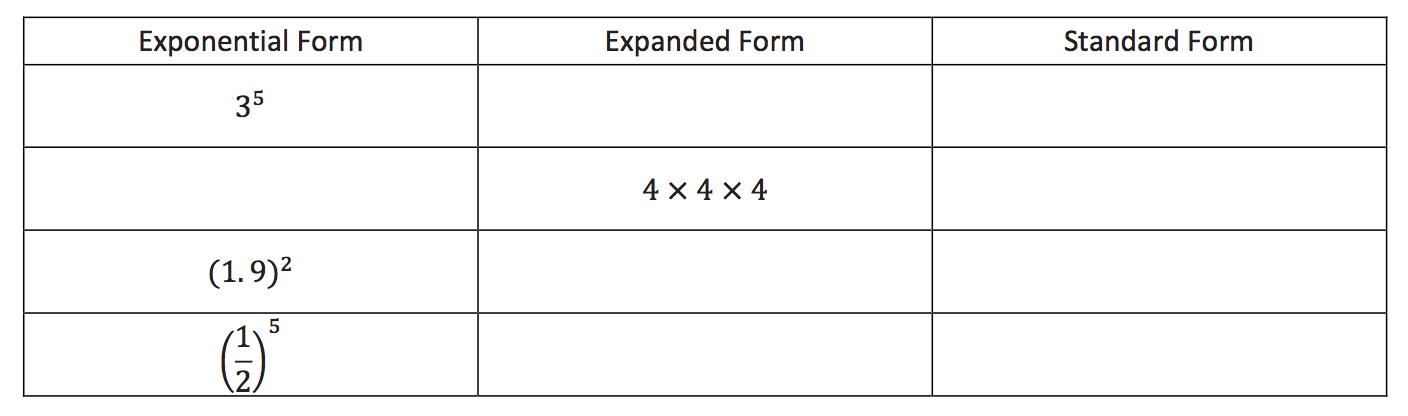 Exponential Form Expanded Form Standard Form
3⁵
4 × 4 × 4
(1.9)²
(1/2)⁵